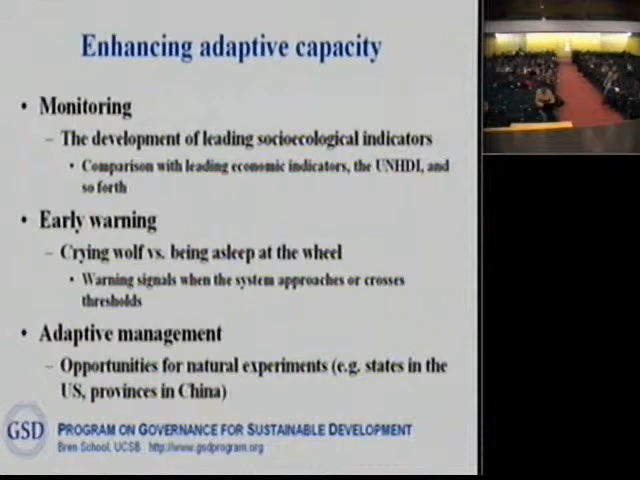 Enhancing adaptive capacity
• Monitoring
– The development of leading socioecological indicators
• Comparison with leading economic indicators, the UNHDI, and
so forth
• Early warning
– Crying wolf vs. being asleep at the wheel
• Warning signals when the system approaches or crosses
thresholds
• Adaptive management
– Opportunities for natural experiments (e.g. states in the
US, provinces in China)
GSD PROGRAM ON GOVERNANCE FOR SUSTAINABLE DEVELOPMENT
Bren School, UCSB http://www.gsdprogram.org